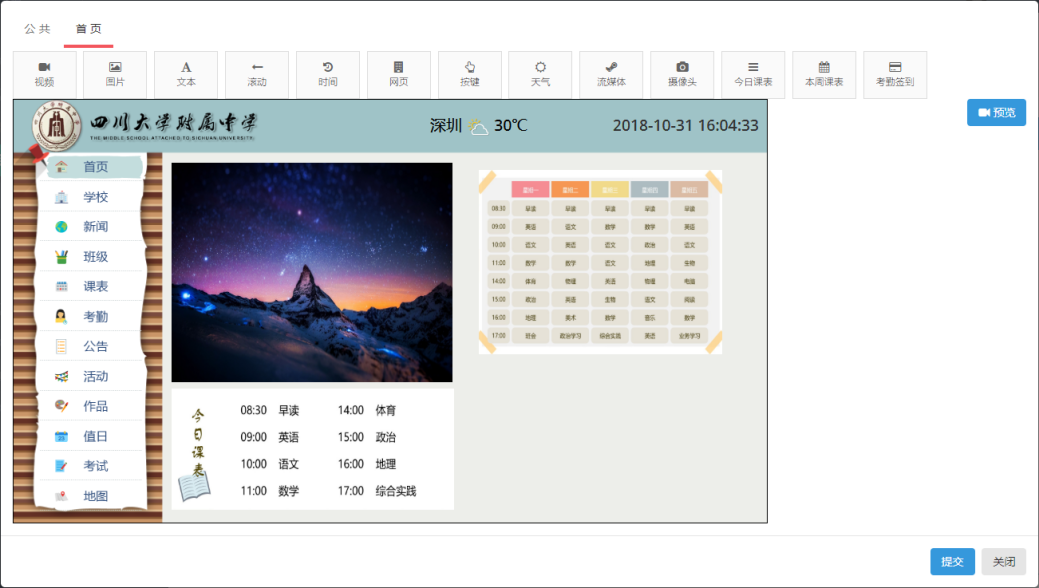 公共 首页
视频 图片 文本 滚动 时间 网页 按键 天气 流媒体 摄像头 今日课表 本周课表 考勤签到
预览
四川大学附属中学
THE MIDDLE SCHOOL ATTACHED TO SICHUAN UNIVERSITY
深圳 30℃ 2018-10-31 16:04:33
首页
学校
新闻
班级
课表
考勤
公告
活动
作品
值日
考试
地图
星期一 星期二 星期三 星期四 星期五
08:30 早读 早读 早读 早读 早读
09:00 英语 语文 数学 数学 英语
10:00 语文 英语 语文 政治 语文
11:00 数学 数学 语文 地理 生物
14:00 体育 物理 英语 物理 电脑
15:00 政治 英语 生物 语文 阅读
16:00 地理 美术 数学 音乐 数学
17:00 班会 政治学习 综合实践 英语 业务学习
今日课表
08:30 早读 14:00 体育
09:00 英语 15:00 政治
10:00 语文 16:00 地理
11:00 数学 17:00 综合实践
提交 关闭